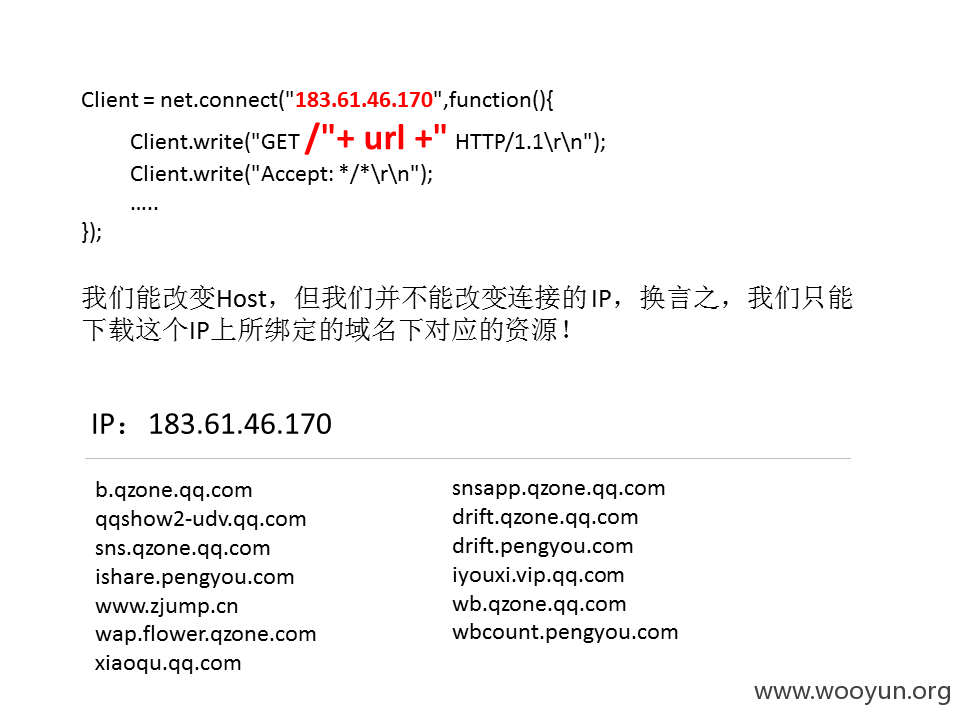 Client = net.connect("183.61.46.170",function(){
Client.write("GET /"+ url +" HTTP/1.1\r\n");
Client.write("Accept: */*\r\n");
…..
});
我们能改变Host，但我们并不能改变连接的IP，换言之，我们只能
下载这个IP上所绑定的域名下对应的资源！
IP：183.61.46.170
b.qzone.qq.com
qqshow2-udv.qq.com
sns.qzone.qq.com
ishare.pengyou.com
www.zjump.cn
wap.flower.qzone.com
xiaoqu.qq.com
snsapp.qzone.qq.com
drift.qzone.qq.com
drift.pengyou.com
iyouxi.vip.qq.com
wb.qzone.qq.com
wbcount.pengyou.com
www.wooyun.org